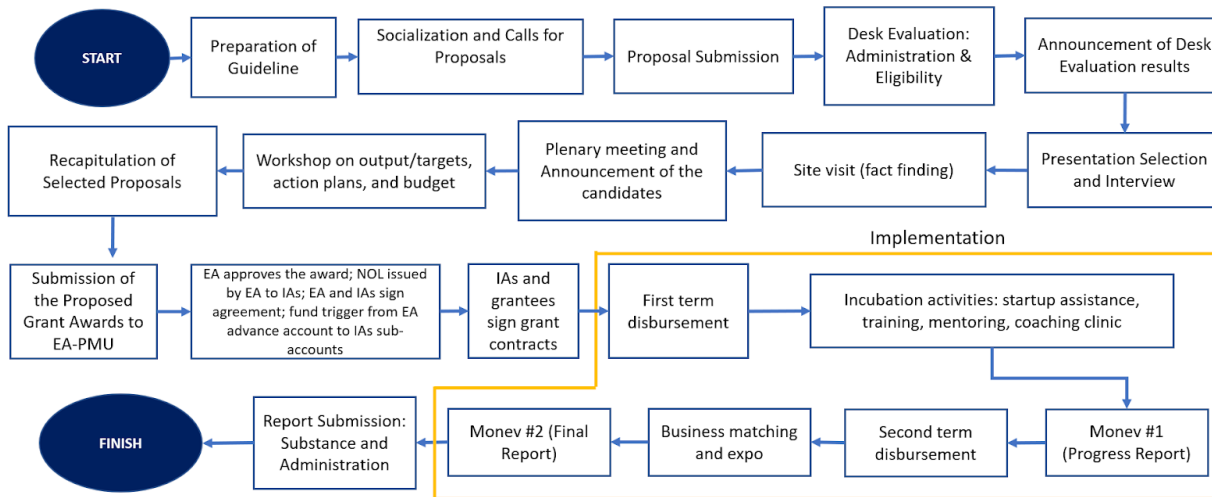 START
Preparation of
Guideline
Socialization and Calls for
Proposals
Proposal Submission
Desk Evaluation:
Administration &
Eligibility
Announcement of Desk
Evaluation results
Presentation Selection
and Interview
Site visit (fact finding)
Plenary meeting and
Announcement of the
candidates
Workshop on output/targets,
action plans, and budget
Recapitulation of
Selected Proposals
Submission of
the Proposed
Grant Awards to
EA-PMU
EA approves the award; NOL issued
by EA to IAs; EA and IAs sign
agreement; fund trigger from EA
advance account to IAs sub-
accounts
IAs and
grantees
sign grant
contracts
Implementation
First term
disbursement
Incubation activities: startup assistance,
training, mentoring, coaching clinic
Monev #1
(Progress Report)
Second term
disbursement
Business matching
and expo
Monev #2 (Final
Report)
Report Submission:
Substance and
Administration
FINISH